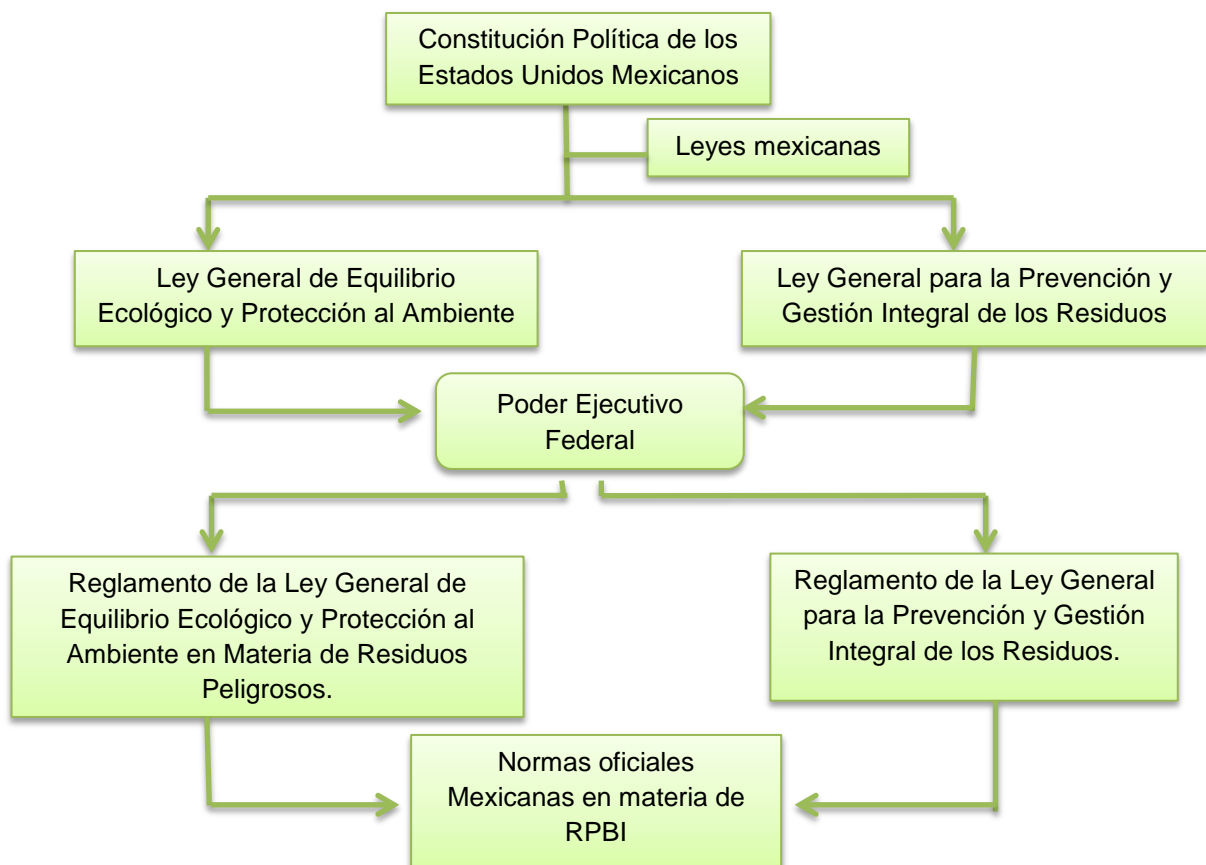 Constitución Política de los
Estados Unidos Mexicanos
Leyes mexicanas
Ley General de Equilibrio
Ecológico y Protección al Ambiente
Ley General para la Prevención y
Gestión Integral de los Residuos
Poder Ejecutivo
Federal
Reglamento de la Ley General de
Equilibrio Ecológico y Protección al
Ambiente en Materia de Residuos
Peligrosos.
Reglamento de la Ley General
para la Prevención y Gestión
Integral de los Residuos.
Normas oficiales
Mexicanas en materia de
RPBI